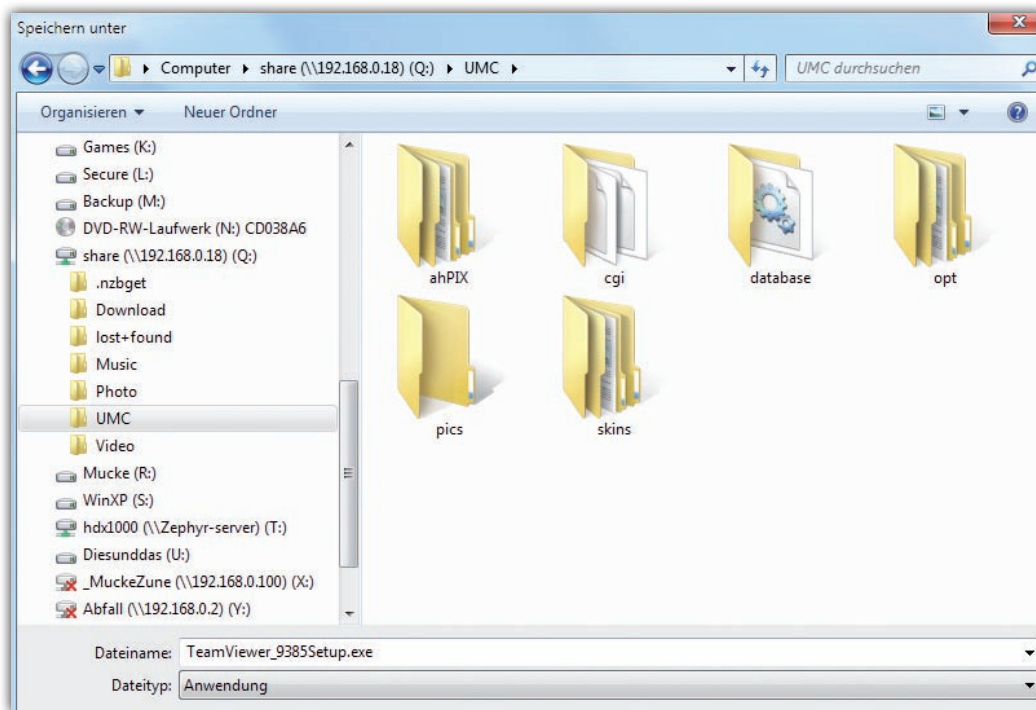 Speichern unter
Computer share (\\192.168.0.18) (Q:) UMC
UMC durchsuchen
Organisieren Neuer Ordner
Games (K:)
Secure (L:)
Backup (M:)
DVD-RW-Laufwerk (N:) CD038A6
share (\\192.168.0.18) (Q:)
.nzbget
Download
lost+found
Music
Photo
UMC
Video
Mucke (R:)
WinXP (S:)
hdx1000 (\\Zephyr-server) (T:)
Diesunddas (U:)
_MuckeZune (\\192.168.0.100) (X:)
Abfall (\\192.168.0.2) (Y:)
ahPIX cgi database opt
pics skins
Dateiname: TeamViewer_9385Setup.exe
Dateityp: Anwendung